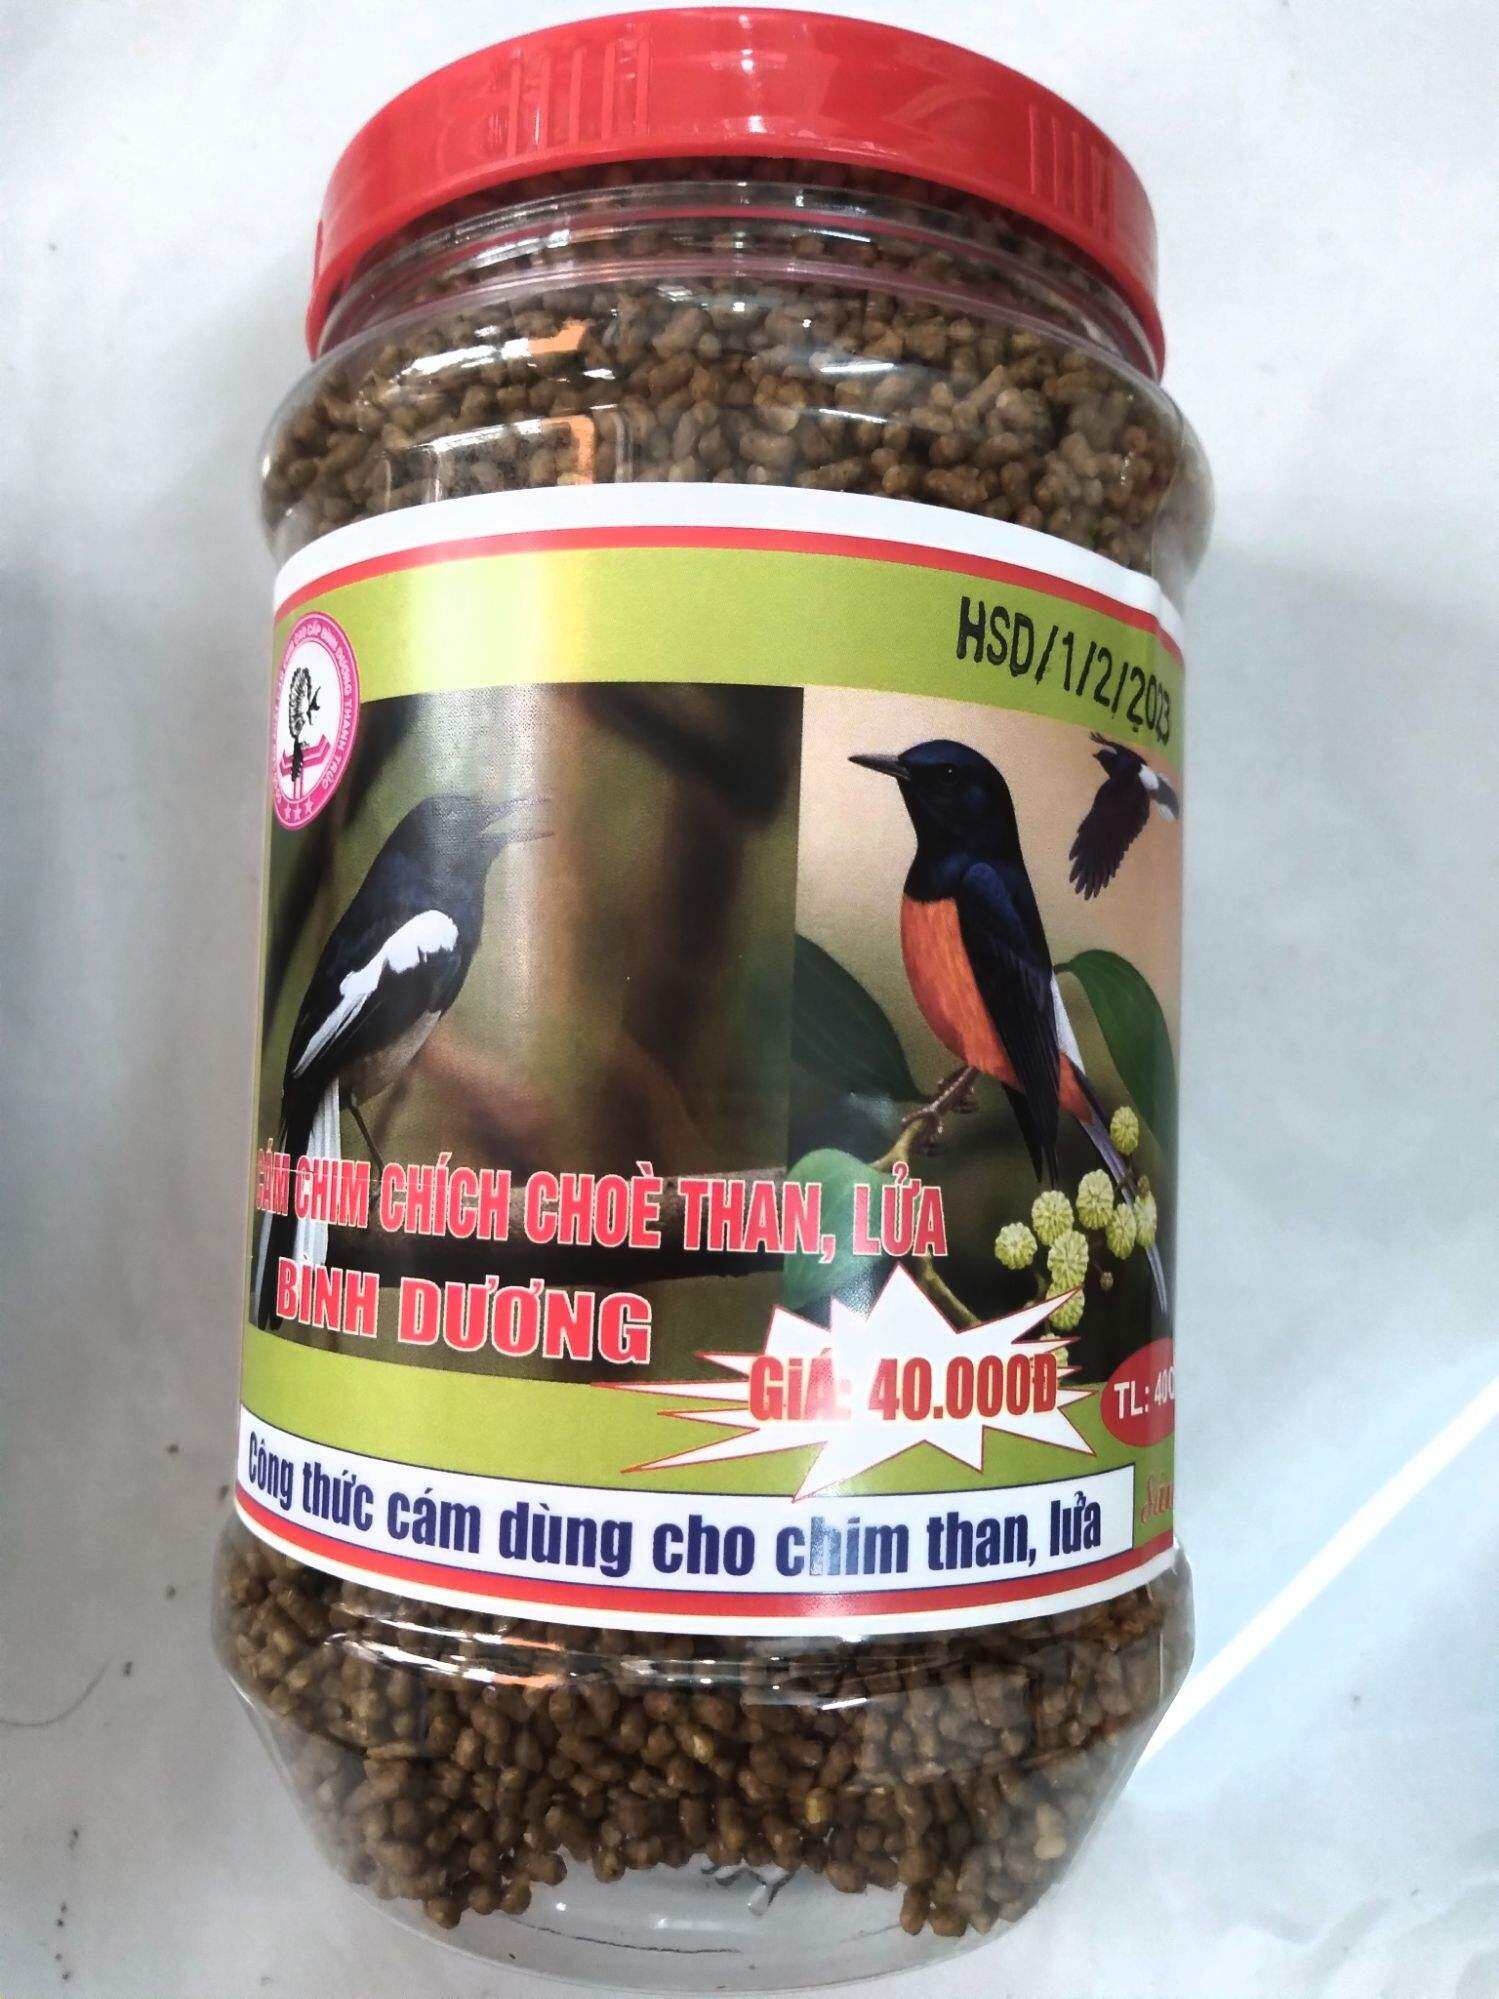 HSD/1/2/2023
CÁM CHIM CHÍCH CHOÈ THAN, LỬA
BÌNH DƯƠNG
GIÁ: 40.000Đ
TL: 400
Công thức cám dùng cho chim than, lửa